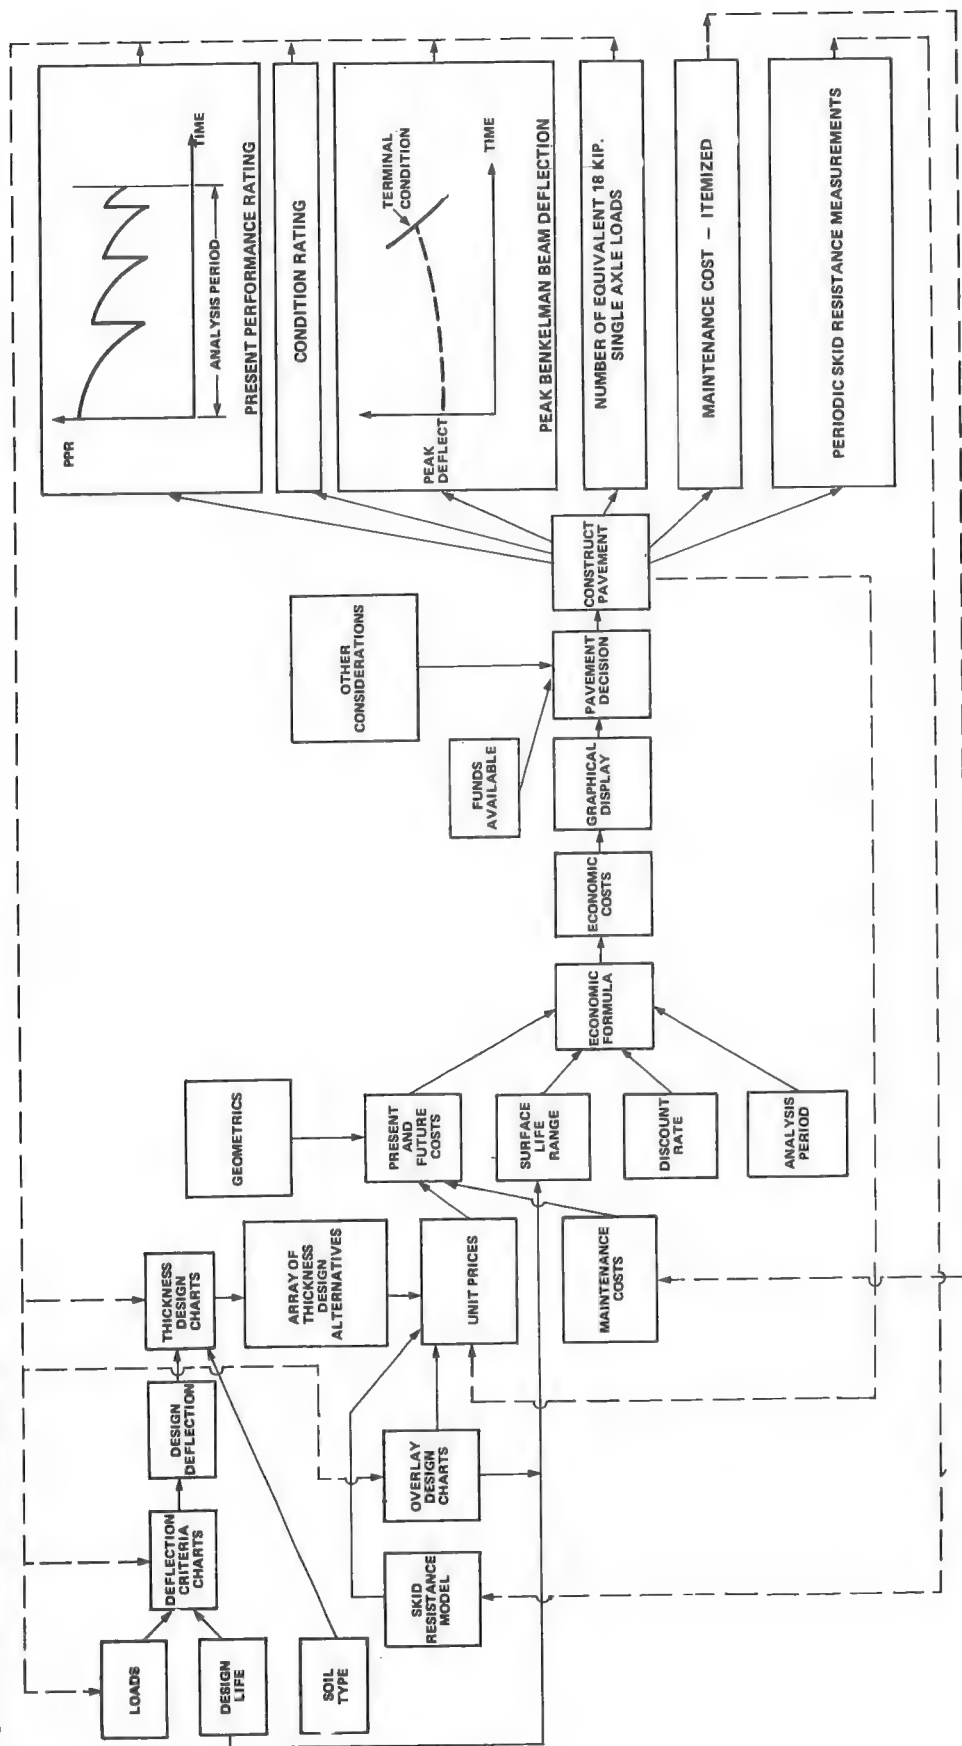 LOADS
DESIGN
LIFE
SOIL
TYPE
DEFLECTION
CRITERIA
CHARTS
DESIGN
DEFLECTION
THICKNESS
DESIGN
CHARTS
SKID
RESISTANCE
MODEL
OVERLAY
DESIGN
CHARTS
ARRAY OF
THICKNESS
DESIGN
ALTERNATIVES
UNIT PRICES
MAINTENANCE
COSTS
GEOMETRICS
PRESENT
AND
FUTURE
COSTS
SURFACE
LIFE
RANGE
DISCOUNT
RATE
ANALYSIS
PERIOD
ECONOMIC
FORMULA
ECONOMIC
COSTS
GRAPHICAL
DISPLAY
FUNDS
AVAILABLE
OTHER
CONSIDERATIONS
PAVEMENT
DECISION
CONSTRUCT
PAVEMENT
PPR
TIME
ANALYSIS PERIOD
PRESENT PERFORMANCE RATING
CONDITION RATING
PEAK
DEFLECT
TERMINAL
CONDITION
TIME
PEAK BENKELMAN BEAM DEFLECTION
NUMBER OF EQUIVALENT 18 KIP.
SINGLE AXLE LOADS
MAINTENANCE COST – ITEMIZED
PERIODIC SKID RESISTANCE MEASUREMENTS